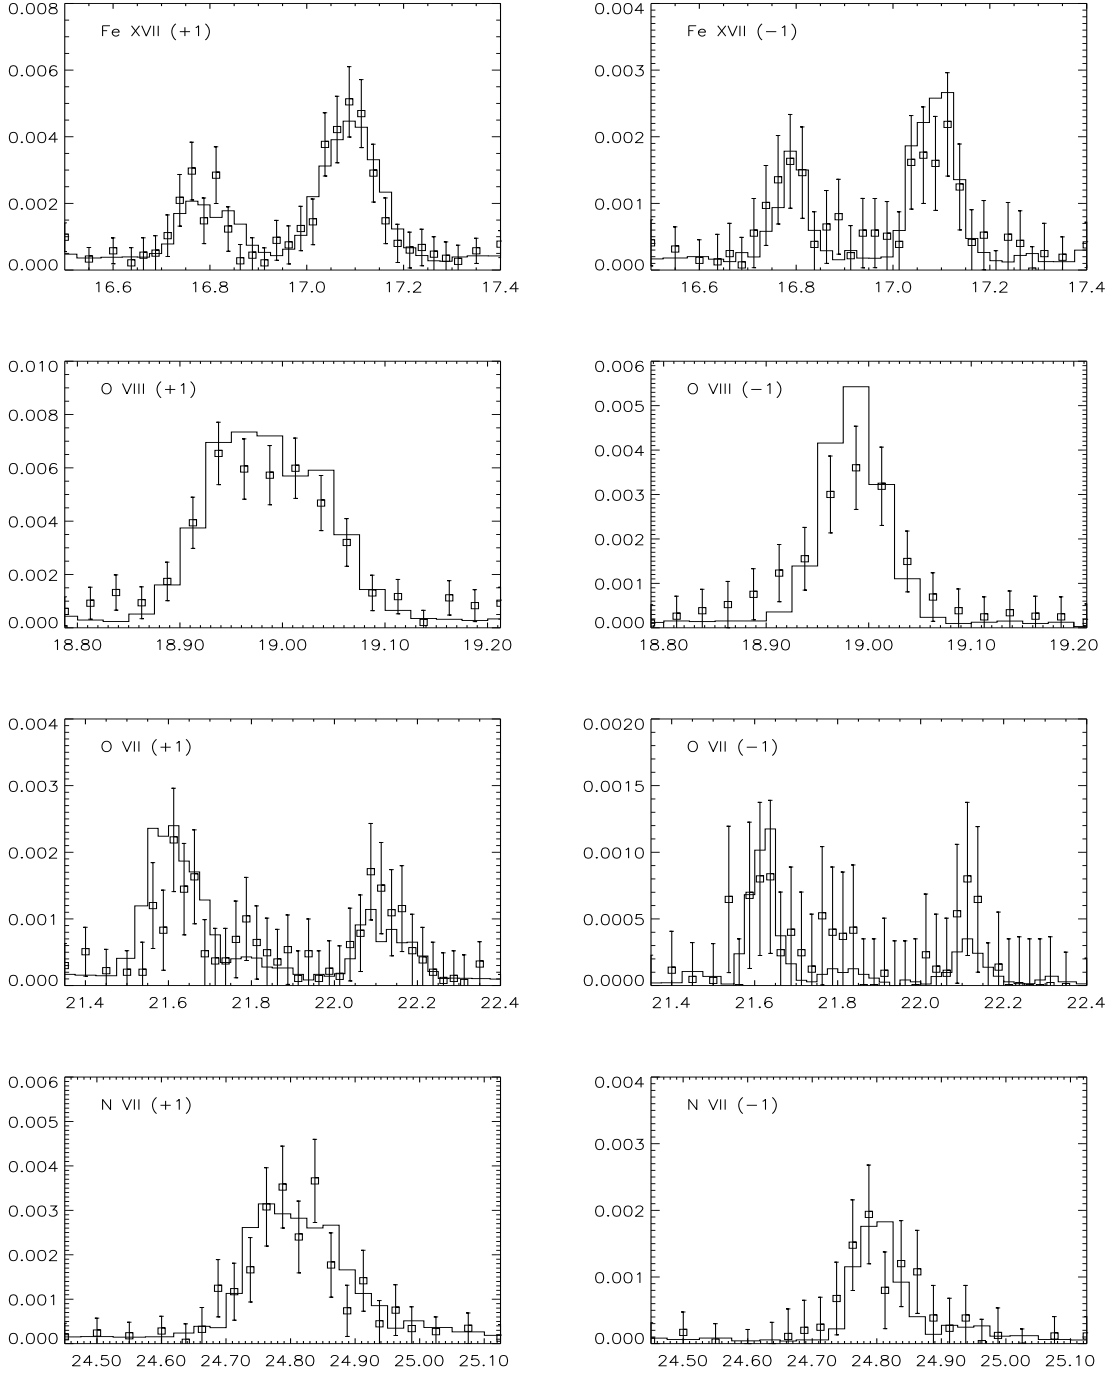 Fe XVII (+1)
0.008
0.006
0.004
0.002
0.000
16.6 16.8 17.0 17.2 17.4
Fe XVII (−1)
0.004
0.003
0.002
0.001
0.000
16.6 16.8 17.0 17.2 17.4
O VIII (+1)
0.010
0.008
0.006
0.004
0.002
0.000
18.80 18.90 19.00 19.10 19.20
O VIII (−1)
0.006
0.005
0.004
0.003
0.002
0.001
0.000
18.80 18.90 19.00 19.10 19.20
O VII (+1)
0.004
0.003
0.002
0.001
0.000
21.4 21.6 21.8 22.0 22.2 22.4
O VII (−1)
0.0020
0.0015
0.0010
0.0005
0.0000
21.4 21.6 21.8 22.0 22.2 22.4
N VII (+1)
0.006
0.005
0.004
0.003
0.002
0.001
0.000
24.50 24.60 24.70 24.80 24.90 25.00 25.10
N VII (−1)
0.004
0.003
0.002
0.001
0.000
24.50 24.60 24.70 24.80 24.90 25.00 25.10